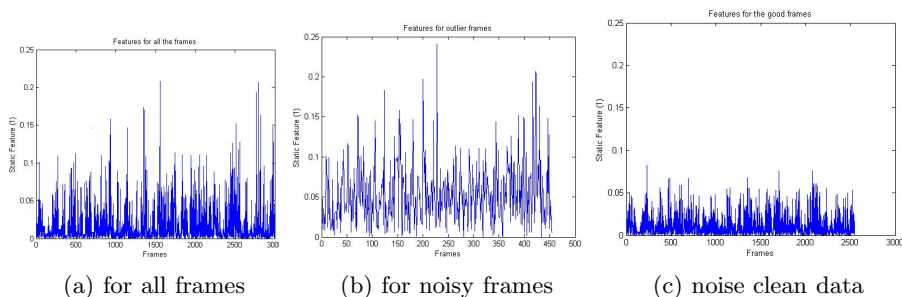 Features for all the frames
0.25
0.2
0.15
0.1
0.05
0
Static Feature (1)
0 500 1000 1500 2000 2500 3000
Frames
(a) for all frames
Features for outlier frames
0.25
0.2
0.15
0.1
0.05
0
Static Feature (1)
0 50 100 150 200 250 300 350 400 450 500
Frames
(b) for noisy frames
Features for the good frames
0.25
0.2
0.15
0.1
0.05
0
Static Feature (1)
0 500 1000 1500 2000 2500 3000
Frames
(c) noise clean data